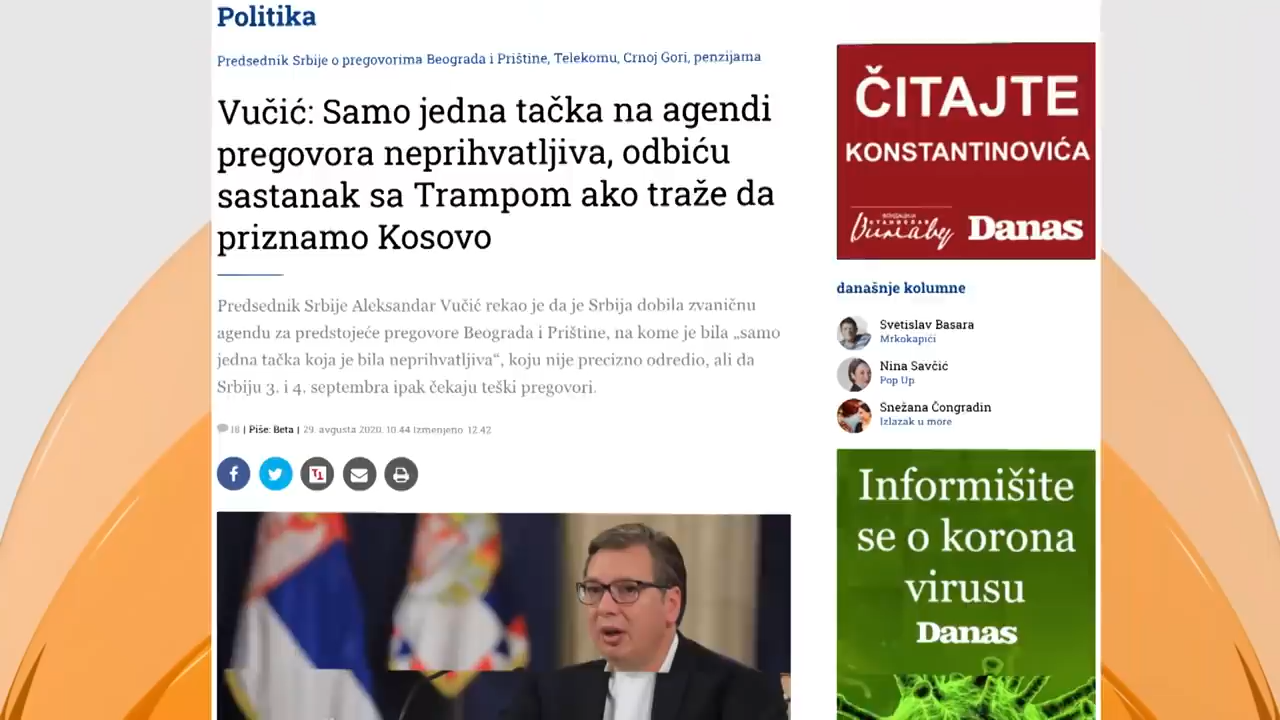 Politika
Predsednik Srbije o pregovorima Beograda i Prištine, Telekomu, Crnoj Gori, penzijama
Vučić: Samo jedna tačka na agendi
pregovora neprihvatljiva, odbiću
sastanak sa Trampom ako traže da
priznamo Kosovo
Predsednik Srbije Aleksandar Vučić rekao je da je Srbija dobila zvaničnu
agendu za predstojeće pregovore Beograda i Prištine, na kome je bila „samo
jedna tačka koja je bila neprihvatljiva“, koju nije precizno odredio, ali da
Srbiju 3. i 4. septembra ipak čekaju teški pregovori.
18 | Piše: Beta | 29. avgusta 2020. 10.44 Izmenjeno 12.42
ČITAJTE
KONSTANTINOVIĆA
Danas
današnje kolumne
Svetislav Basara
Mrkokapići
Nina Savčić
Pop Up
Snežana Čongradin
Izlazak u more
Informišite
se o korona
virusu
Danas